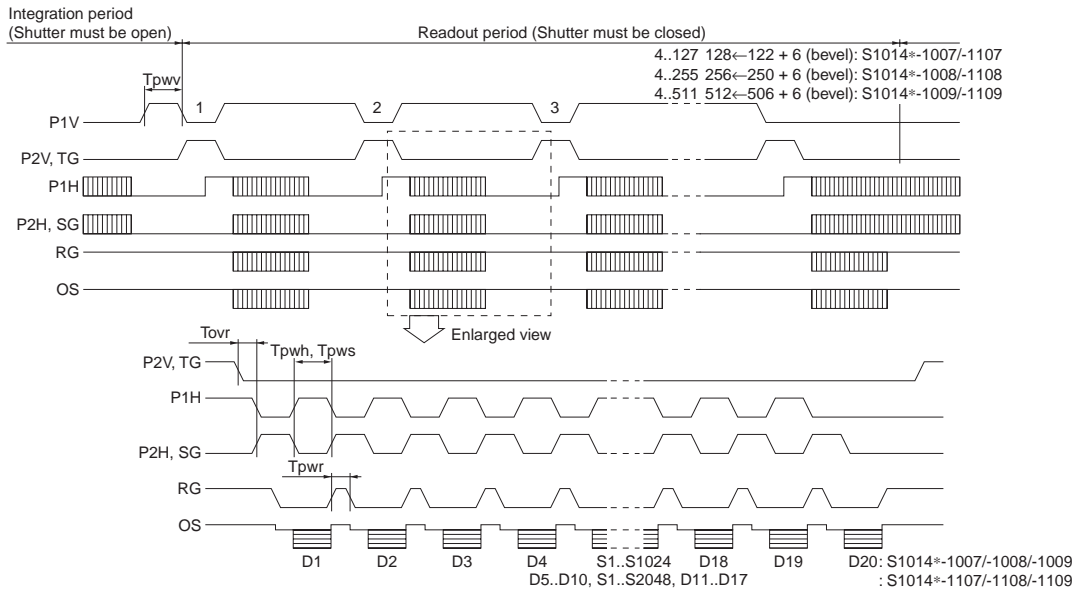 Integration period
(Shutter must be open)
Readout period (Shutter must be closed)
4..127 128←122 + 6 (bevel): S1014*-1007/-1107
4..255 256←250 + 6 (bevel): S1014*-1008/-1108
4..511 512←506 + 6 (bevel): S1014*-1009/-1109
Tpwv
1 2 3
P1V
P2V, TG
P1H
P2H, SG
RG
OS
Enlarged view
Tovr
Tpwh, Tpws
P2V, TG
P1H
P2H, SG
Tpwr
RG
OS
D1 D2 D3 D4 S1..S1024 D18 D19 D20: S1014*-1007/-1008/-1009
D5..D10, S1..S2048, D11..D17 : S1014*-1107/-1108/-1109